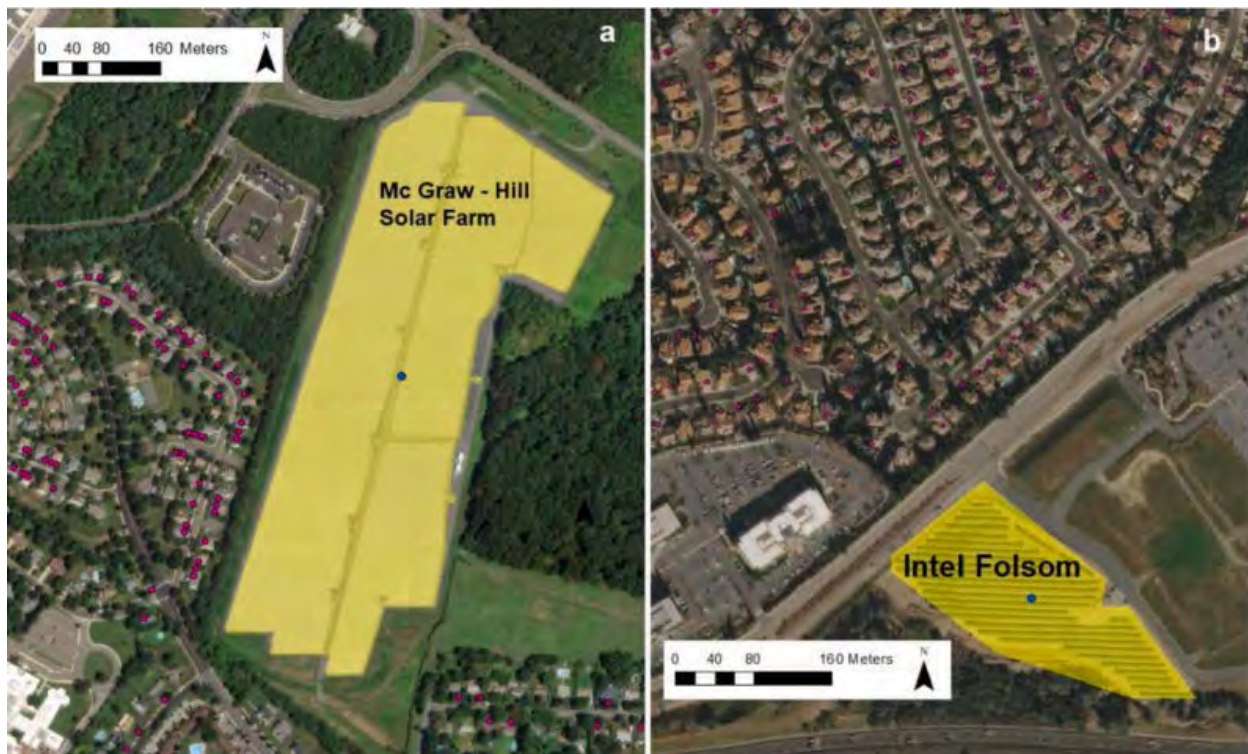 0 40 80 160 Meters
N
a
Mc Graw - Hill
Solar Farm
b
Intel Folsom
0 40 80 160 Meters
N